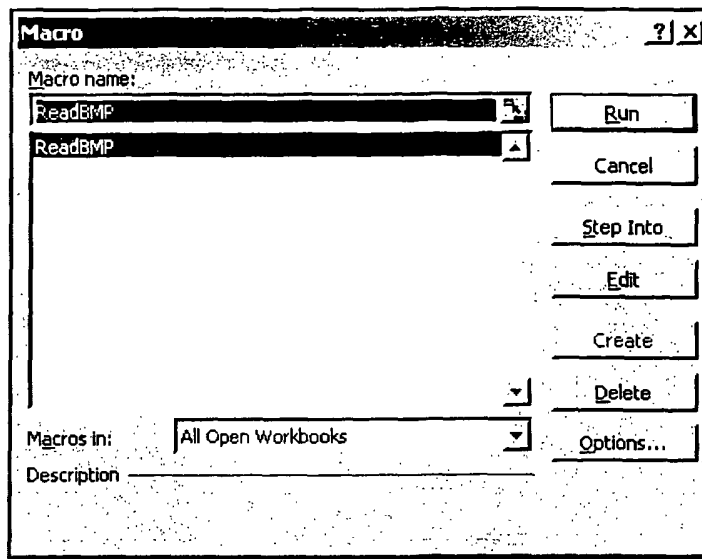 Macro
? X
Macro name:
ReadBMP
ReadBMP
Run
Cancel
Step Into
Edit
Create
Delete
Options...
Macros in:
All Open Workbooks
Description